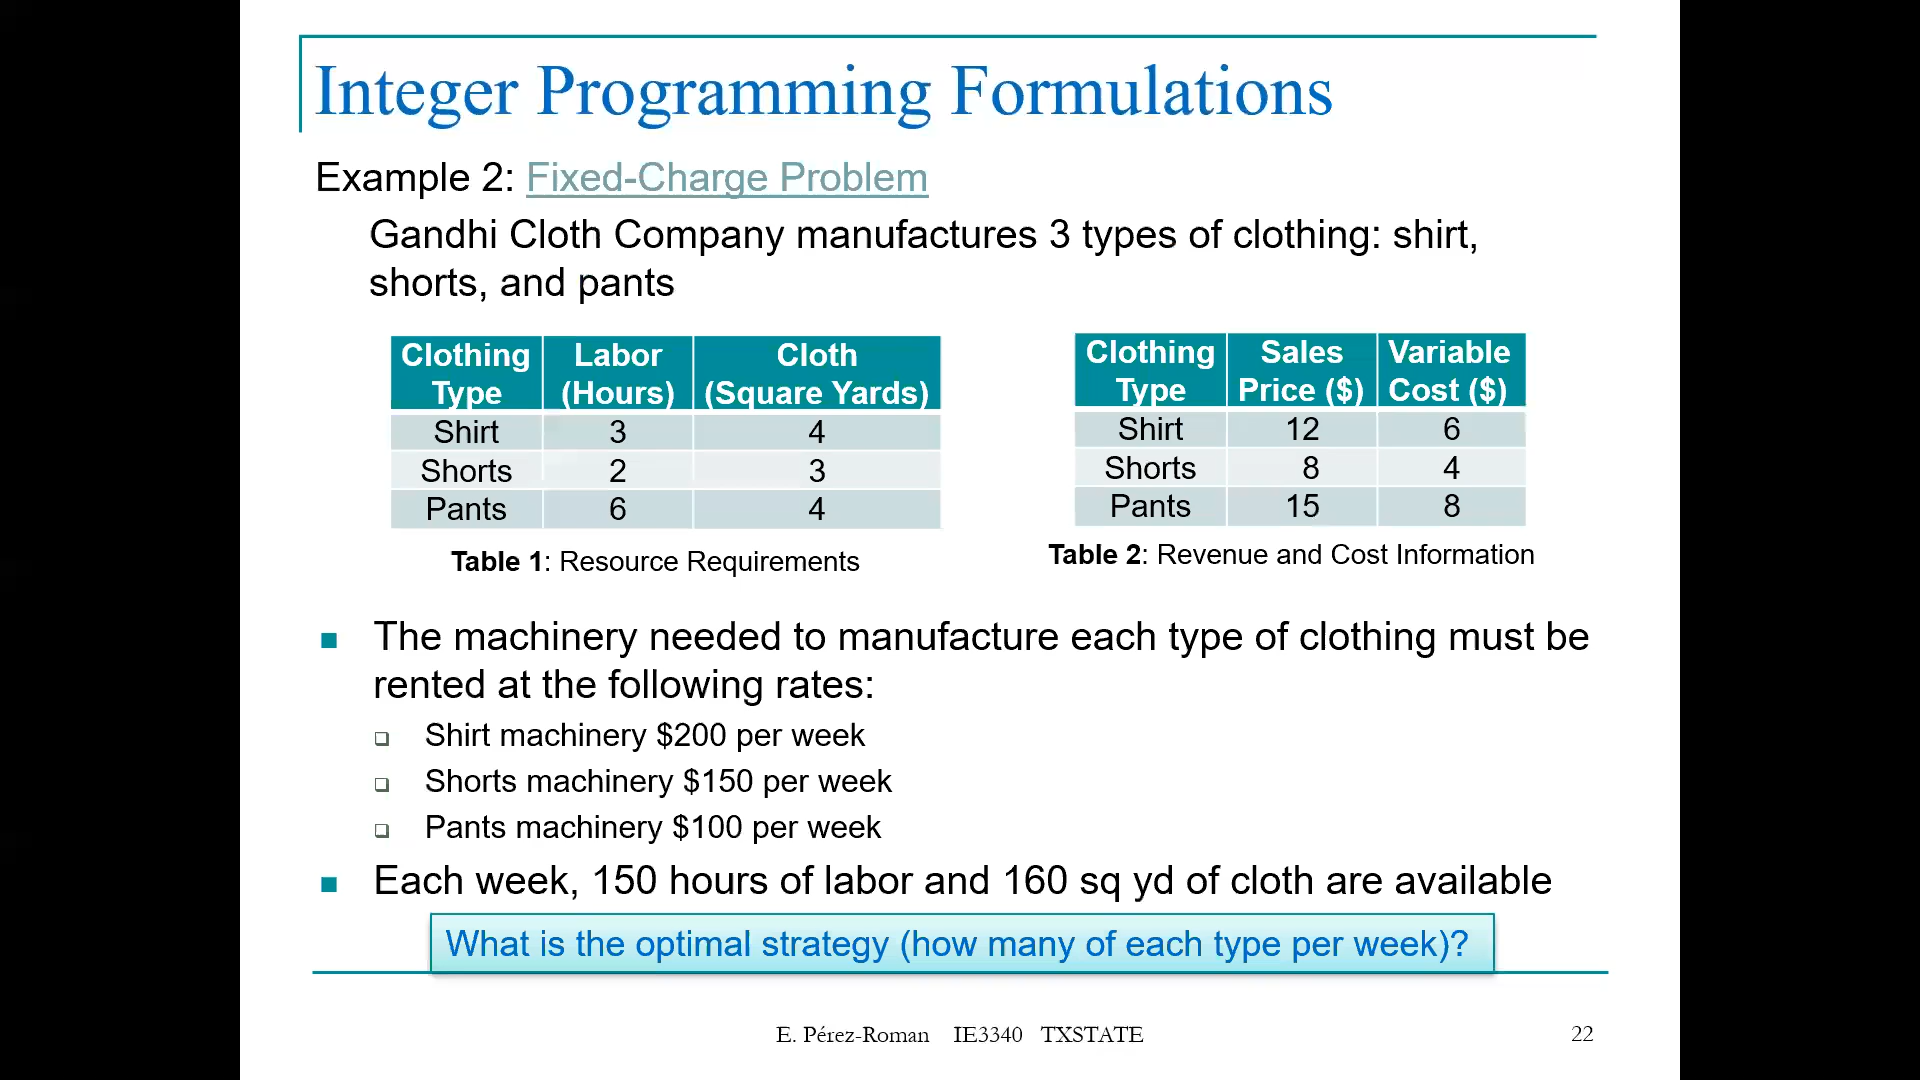 Integer Programming Formulations
Example 2: Fixed-Charge Problem
Gandhi Cloth Company manufactures 3 types of clothing: shirt,
shorts, and pants
Clothing Type Labor (Hours) Cloth (Square Yards)
Shirt 3 4
Shorts 2 3
Pants 6 4
Table 1: Resource Requirements
Clothing Type Sales Price ($) Variable Cost ($)
Shirt 12 6
Shorts 8 4
Pants 15 8
Table 2: Revenue and Cost Information
The machinery needed to manufacture each type of clothing must be
rented at the following rates:
Shirt machinery $200 per week
Shorts machinery $150 per week
Pants machinery $100 per week
Each week, 150 hours of labor and 160 sq yd of cloth are available
What is the optimal strategy (how many of each type per week)?
E. Pérez-Roman IE3340 TXSTATE
22